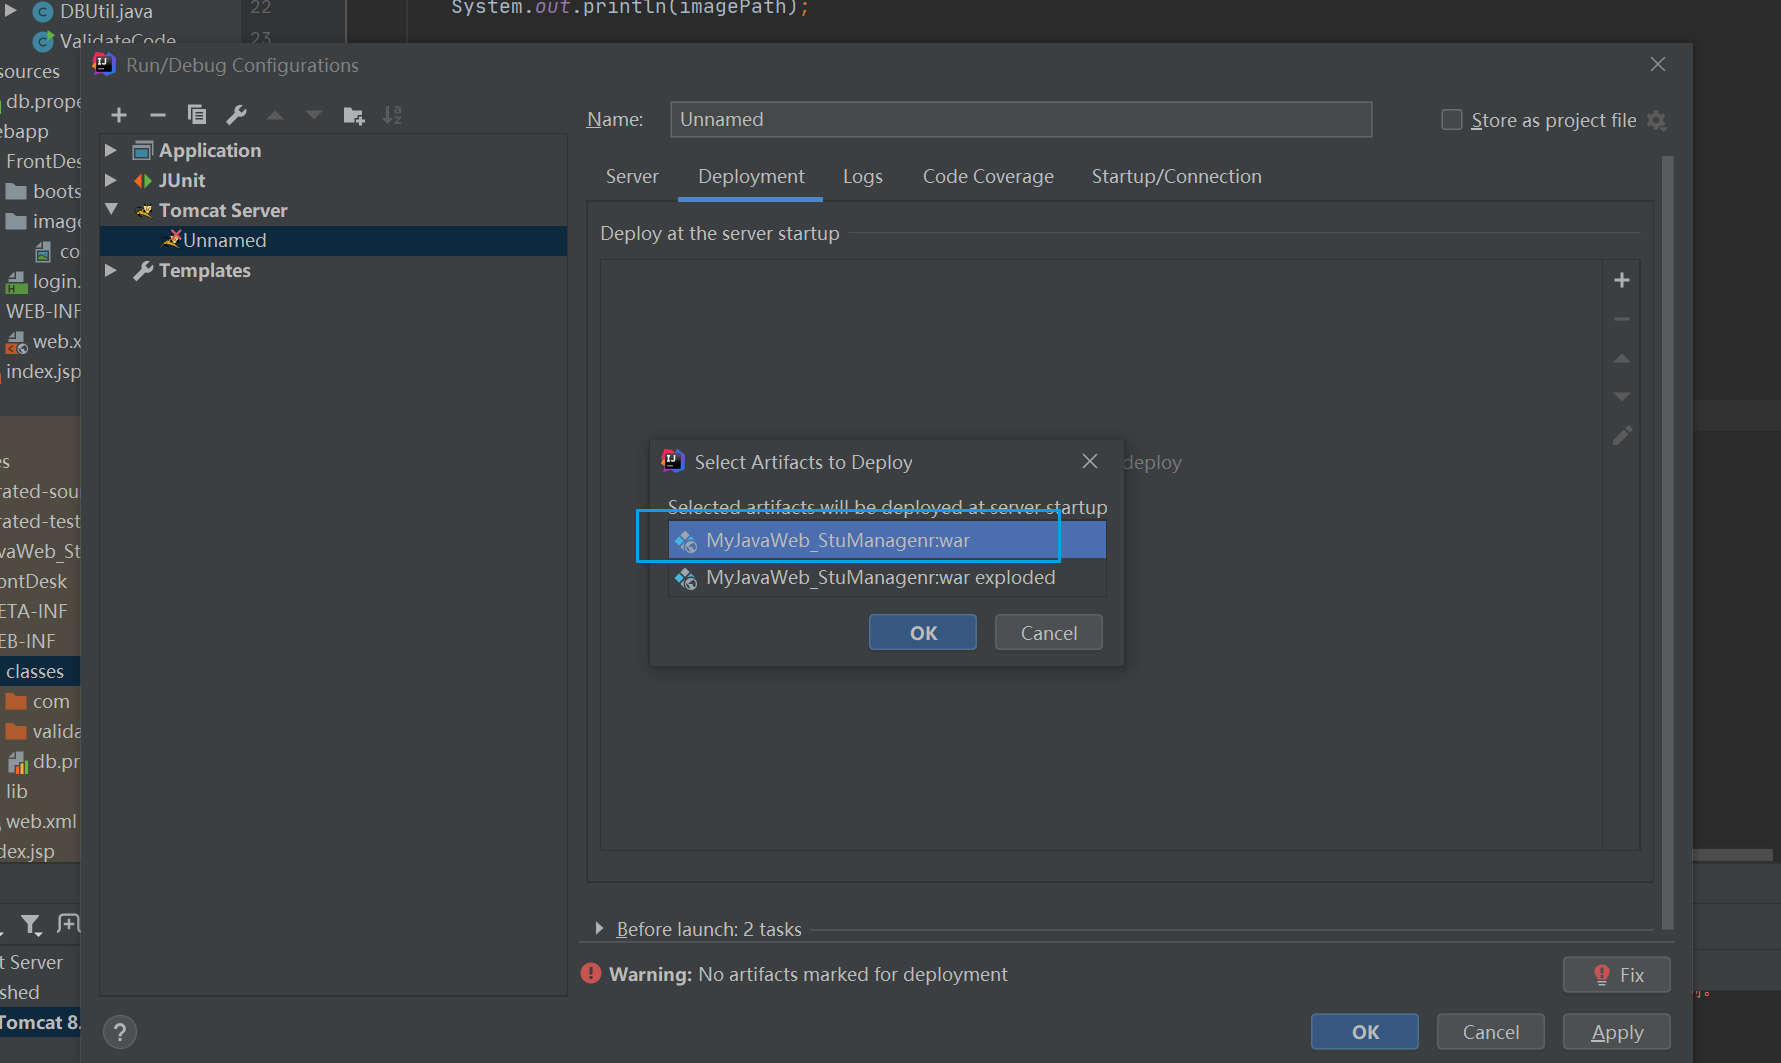 DBUtil.java
22
System.out.println(imagePath);
ValidateCode
23
Run/Debug Configurations
sources
db.prope
ebapp
FrontDes
boots
image
co
login.
WEB-INF
web.x
index.jsp
es
rated-sou
rated-test
vaWeb_St
ontDesk
ETA-INF
EB-INF
classes
com
valida
db.pr
lib
web.xml
dex.jsp
t Server
shed
Tomcat 8.
Name:
Unnamed
Store as project file
Application
JUnit
Tomcat Server
Unnamed
Templates
Server
Deployment
Logs
Code Coverage
Startup/Connection
Deploy at the server startup
deploy
Select Artifacts to Deploy
Selected artifacts will be deployed at server startup
MyJavaWeb_StuManagenr:war
MyJavaWeb_StuManagenr:war exploded
OK
Cancel
Before launch: 2 tasks
Warning: No artifacts marked for deployment
Fix
?
OK
Cancel
Apply